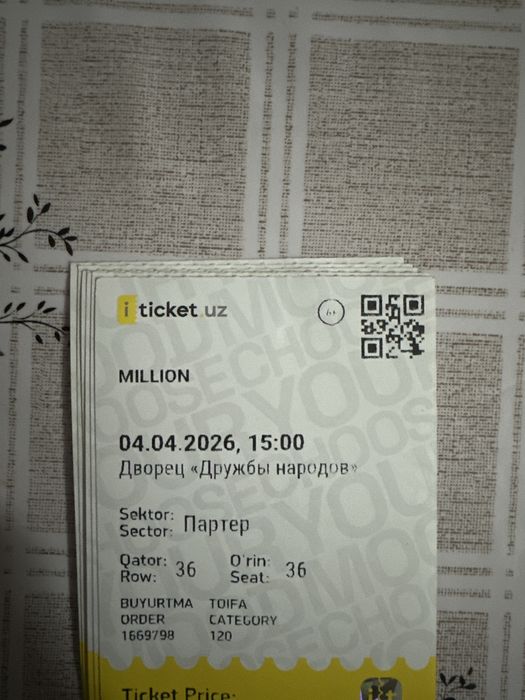 iticket.uz
6+
MILLION
04.04.2026, 15:00
Дворец «Дружбы народов»
Sektor:
Sector: Партер
Qator: O'rin:
Row: 36 Seat: 36
BUYURTMA TOIFA
ORDER CATEGORY
1669798 120
Ticket Price: